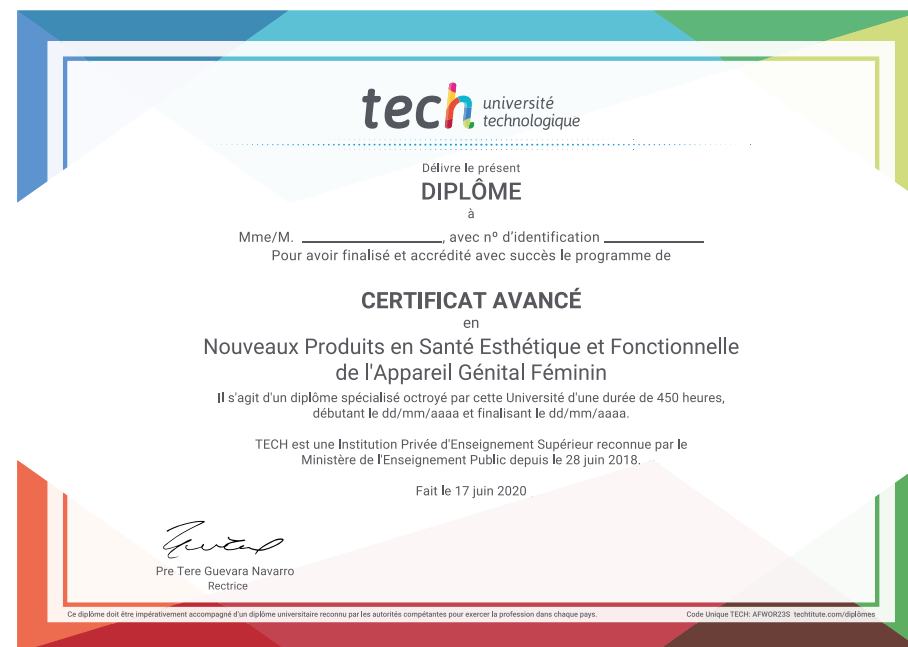 tech université
technologique
Délivre le présent
DIPLÔME
à
Mme/M. ____________________, avec nº d'identification ______________
Pour avoir finalisé et accrédité avec succès le programme de
CERTIFICAT AVANCÉ
en
Nouveaux Produits en Santé Esthétique et Fonctionnelle
de l'Appareil Génital Féminin
Il s'agit d'un diplôme spécialisé octroyé par cette Université d'une durée de 450 heures,
débutant le dd/mm/aaaa et finalisant le dd/mm/aaaa.
TECH est une Institution Privée d'Enseignement Supérieur reconnue par le
Ministère de l'Enseignement Public depuis le 28 juin 2018.
Fait le 17 juin 2020
Pre Tere Guevara Navarro
Rectrice
Ce diplôme doit être impérativement accompagné d'un diplôme universitaire reconnu par les autorités compétentes pour exercer la profession dans chaque pays.
Code Unique TECH: AFWOR23S techtitute.com/diplômes